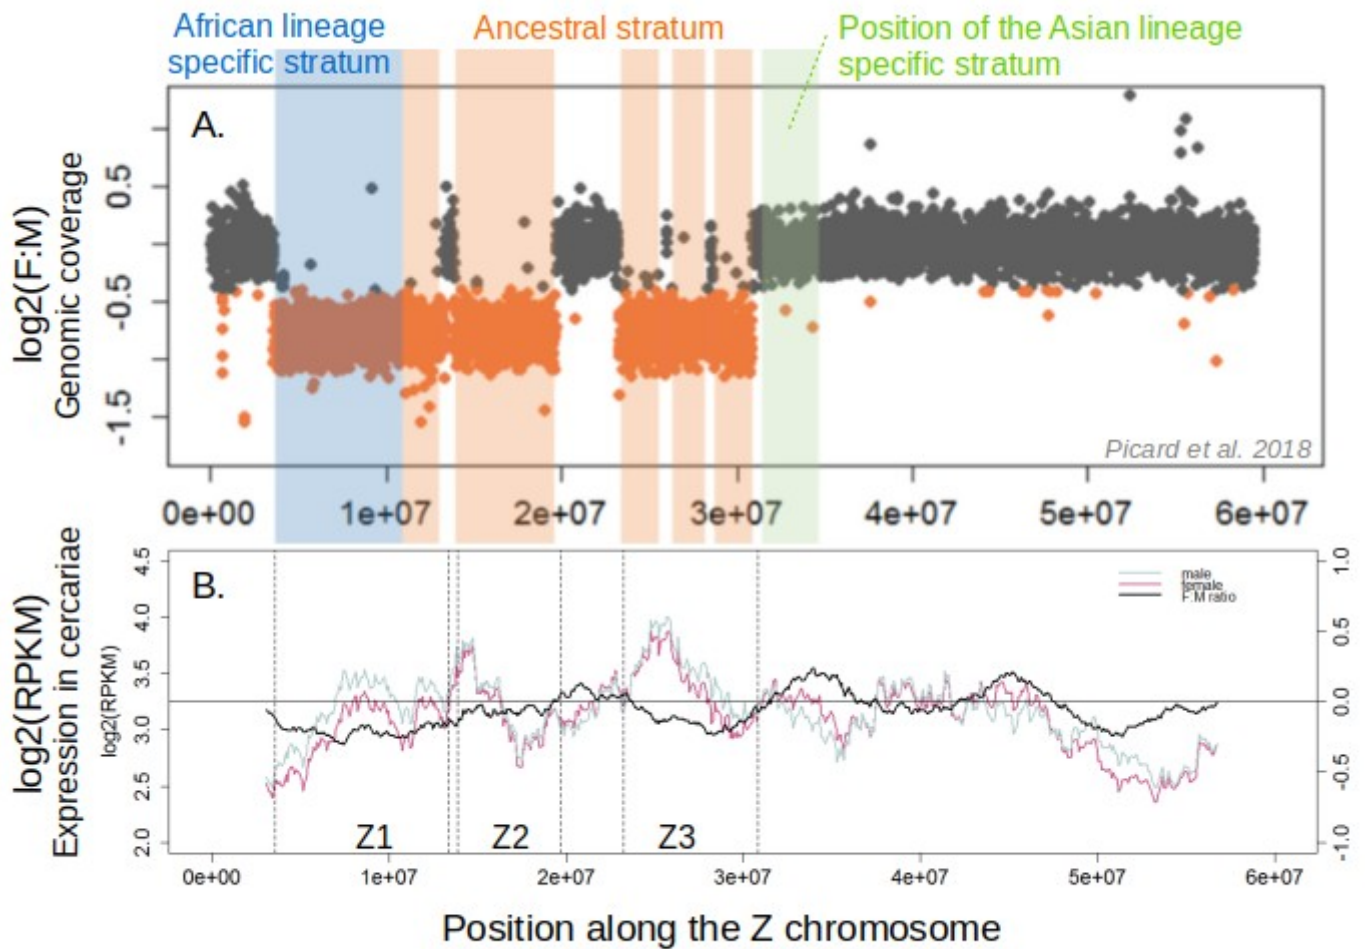 African lineage
specific stratum
Ancestral stratum
Position of the Asian lineage
specific stratum
A.
log2(F:M)
Genomic coverage
0.5
-0.5
-1.5
Picard et al. 2018
0e+00 1e+07 2e+07 3e+07 4e+07 5e+07 6e+07
B.
log2(RPKM)
Expression in cercariae
log2(RPKM)
4.5
4.0
3.5
3.0
2.5
2.0
male
female
F:M ratio
1.0
0.5
0.0
-0.5
-1.0
Z1 Z2 Z3
0e+00 1e+07 2e+07 3e+07 4e+07 5e+07 6e+07
Position along the Z chromosome